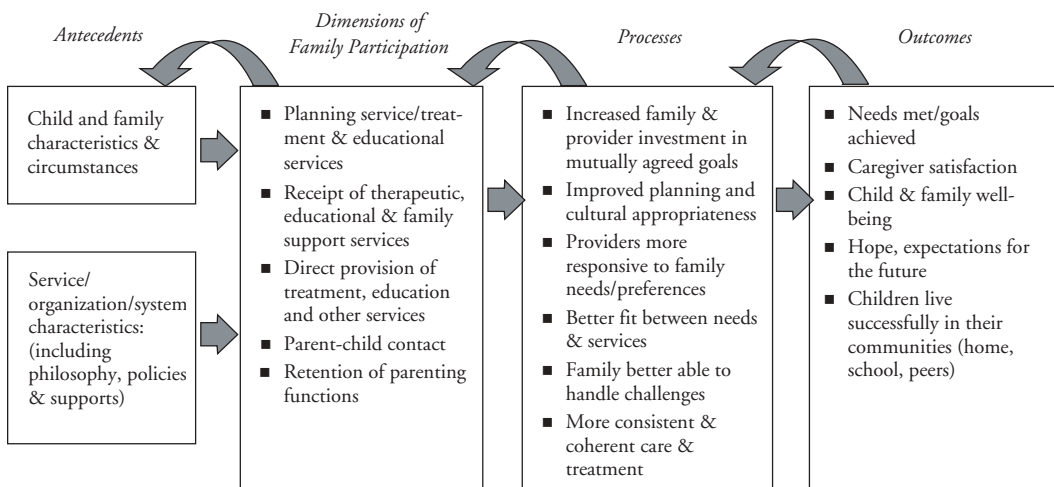 Antecedents
Dimensions of
Family Participation
Processes
Outcomes
Child and family
characteristics &
circumstances
Service/
organization/system
characteristics:
(including
philosophy, policies
& supports)
■ Planning service/treat-
ment & educational
services
■ Receipt of therapeutic,
educational & family
support services
■ Direct provision of
treatment, education
and other services
■ Parent-child contact
■ Retention of parenting
functions
■ Increased family &
provider investment in
mutually agreed goals
■ Improved planning and
cultural appropriateness
■ Providers more
responsive to family
needs/preferences
■ Better fit between needs
& services
■ Family better able to
handle challenges
■ More consistent &
coherent care &
treatment
■ Needs met/goals
achieved
■ Caregiver satisfaction
■ Child & family well-
being
■ Hope, expectations for
the future
■ Children live
successfully in their
communities (home,
school, peers)